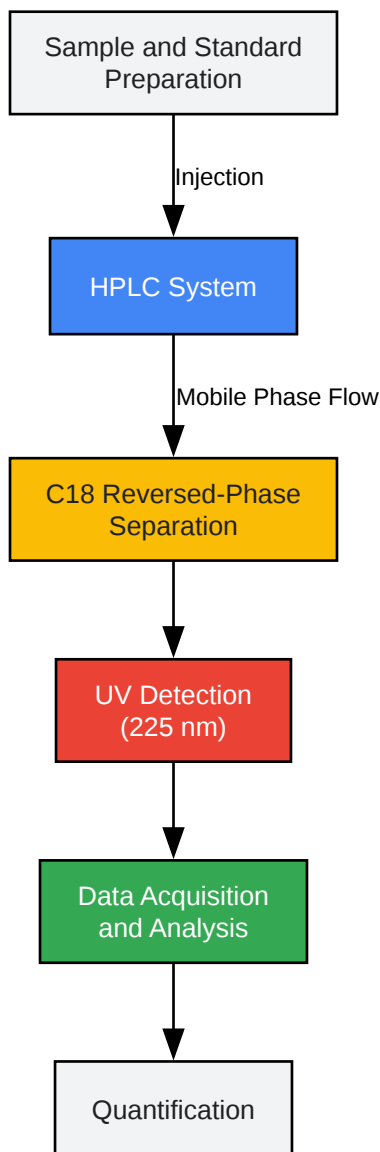 Sample and Standard
Preparation
Injection
HPLC System
Mobile Phase Flow
C18 Reversed-Phase
Separation
UV Detection
(225 nm)
Data Acquisition
and Analysis
Quantification